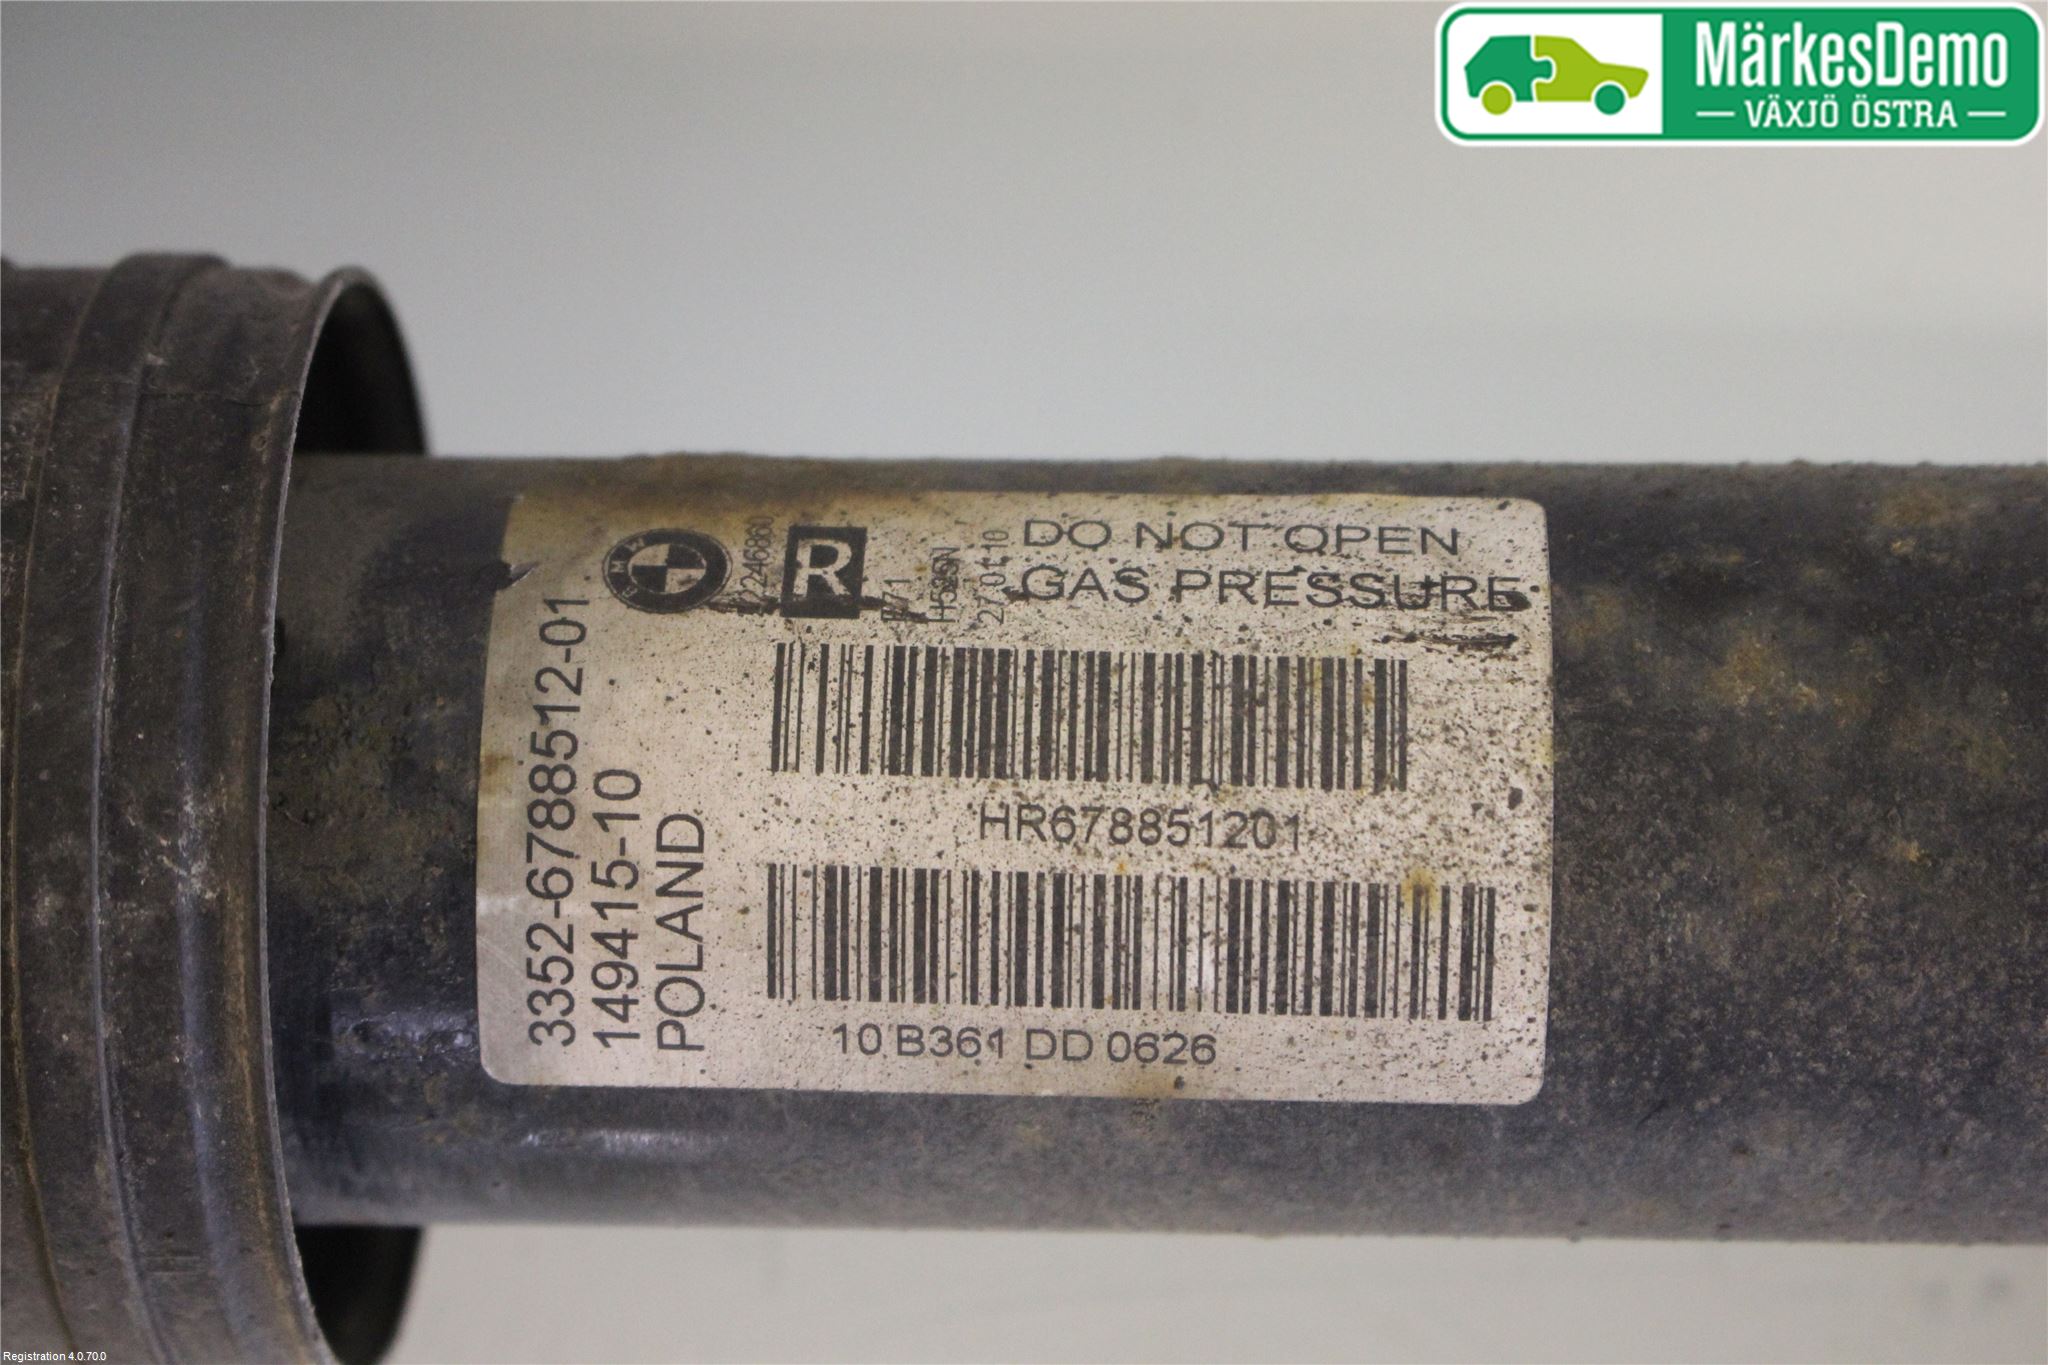 MärkesDemo
VÄXJÖ ÖSTRA
BMW
R
DO NOT OPEN
GAS PRESSURE
3352-6788512-01
149415-10
POLAND
HR678851201
10 B361 DD 0626
Registration 4.0.70.0